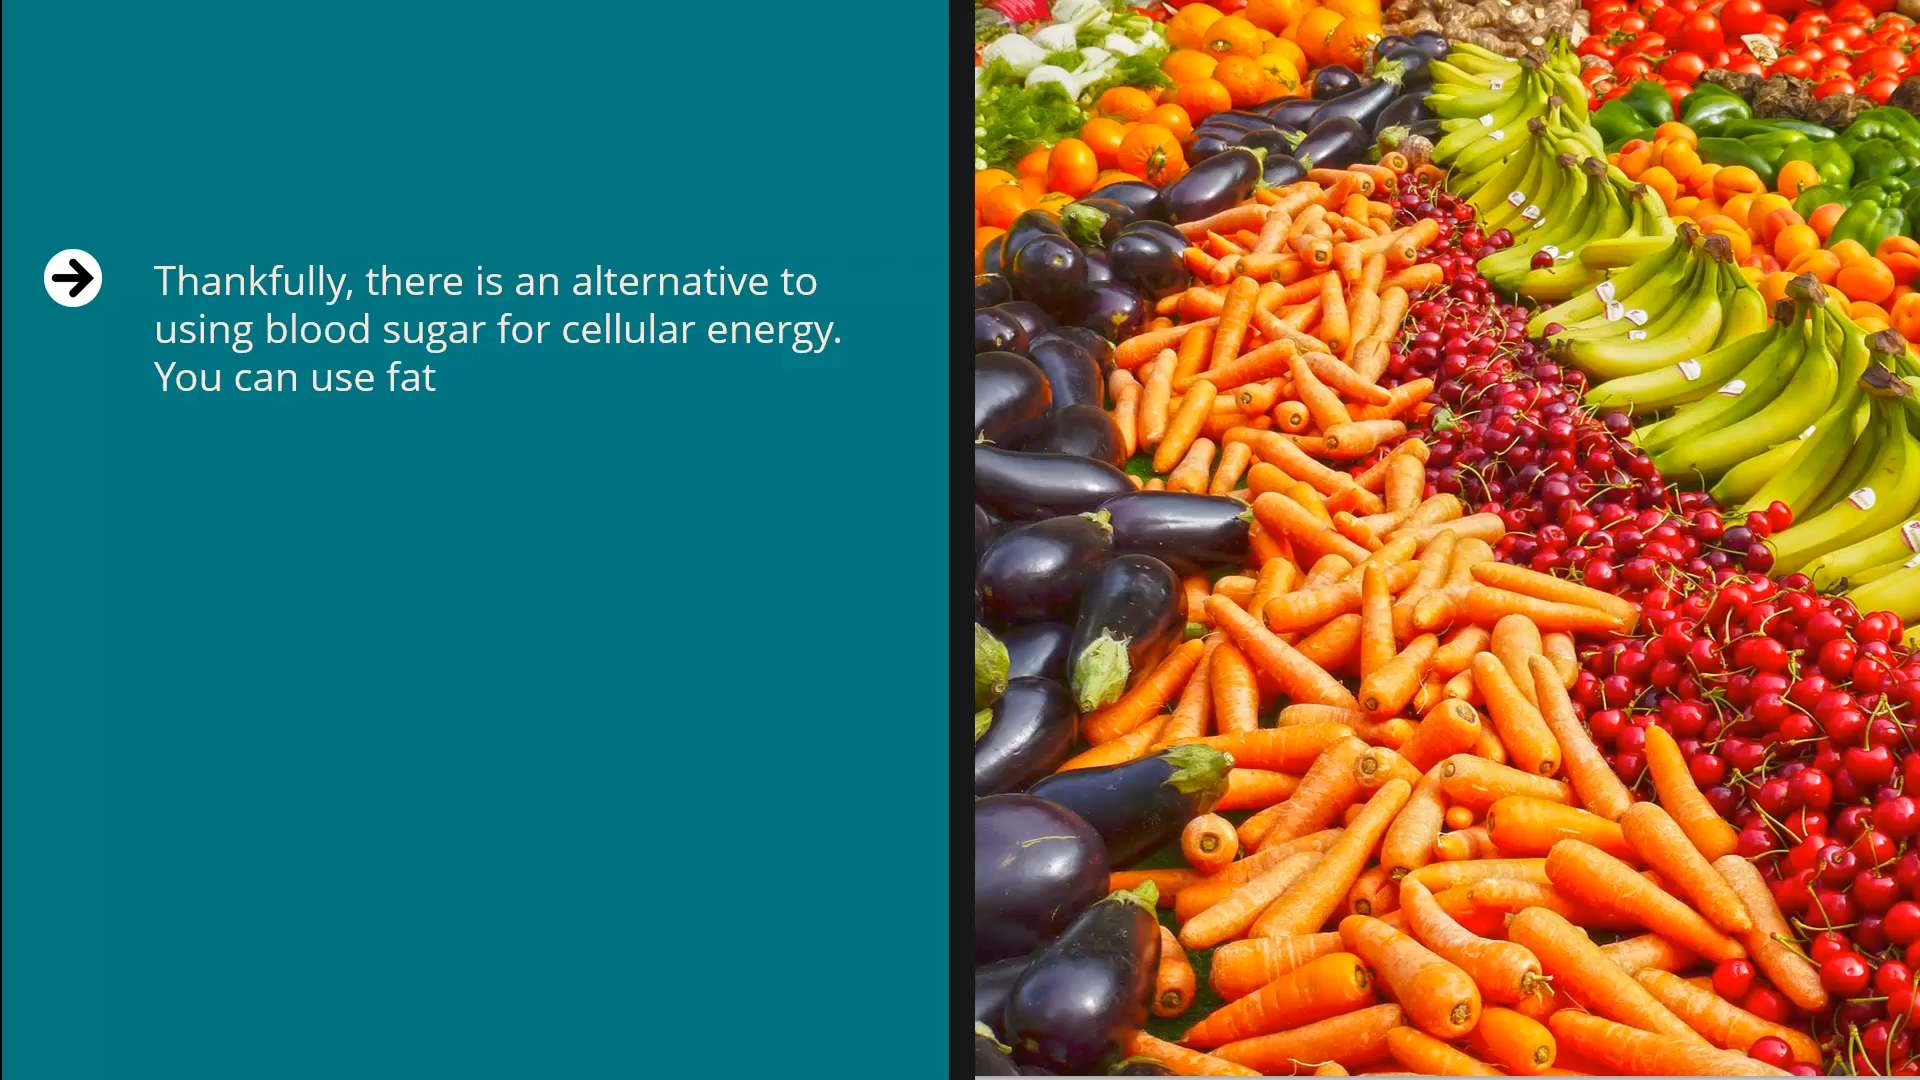 Thankfully, there is an alternative to
using blood sugar for cellular energy.
You can use fat